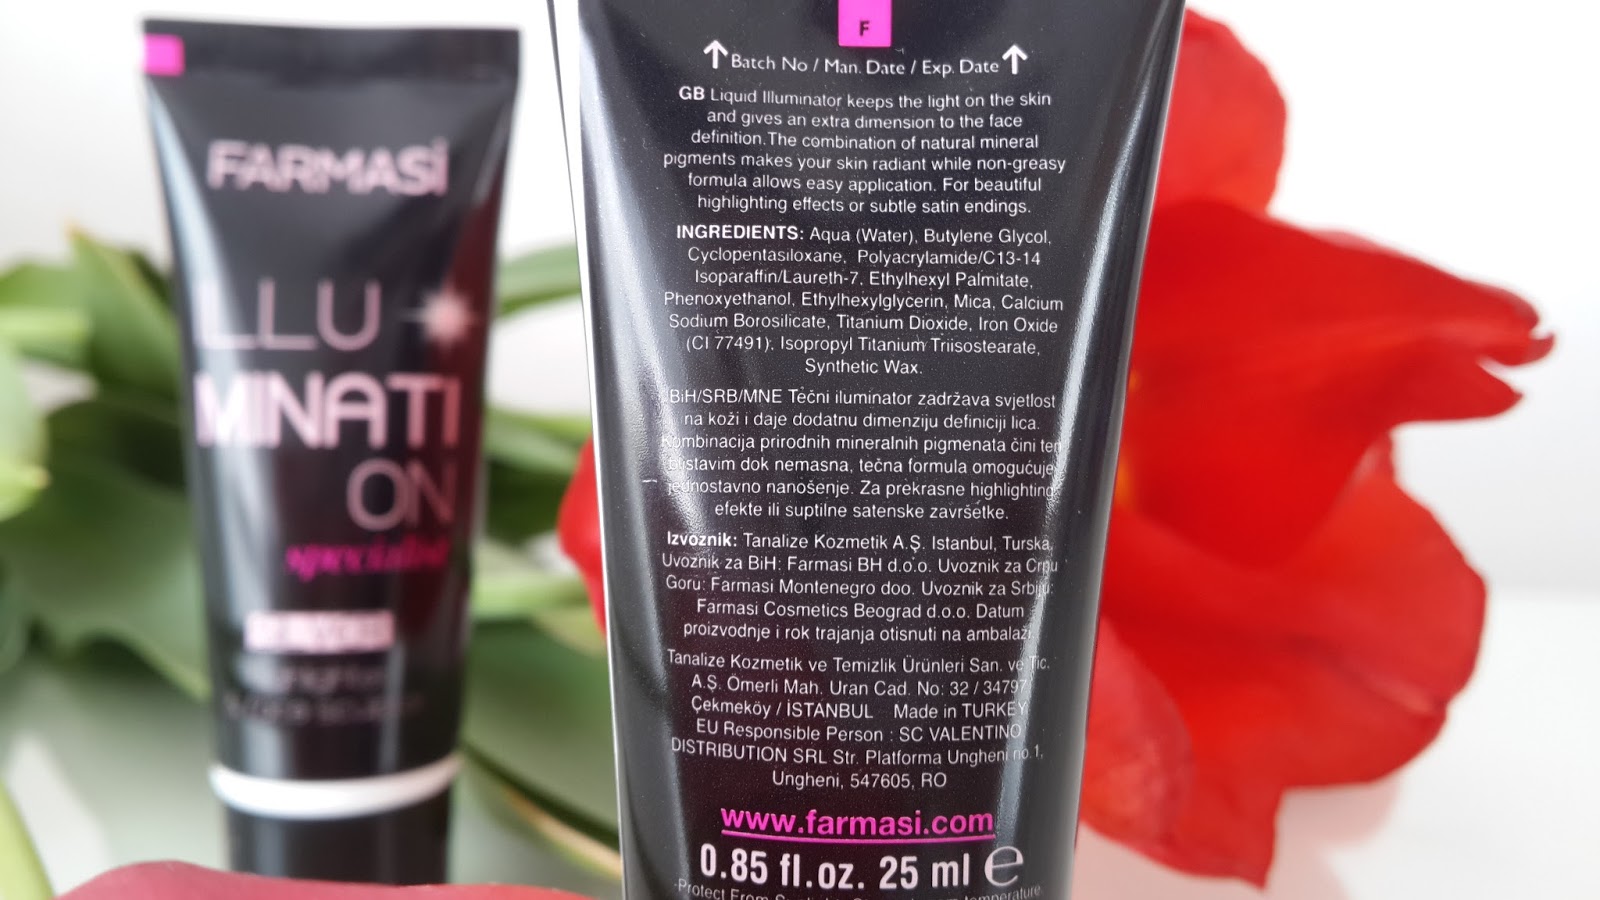 FARMASİ
ILLU
MINATI
ON
specialist
F
↑Batch No / Man. Date / Exp. Date↑
GB Liquid Illuminator keeps the light on the skin
and gives an extra dimension to the face
definition.The combination of natural mineral
pigments makes your skin radiant while non-greasy
formula allows easy application. For beautiful
highlighting effects or subtle satin endings.
INGREDIENTS: Aqua (Water), Butylene Glycol,
Cyclopentasiloxane, Polyacrylamide/C13-14
Isoparaffin/Laureth-7, Ethylhexyl Palmitate,
Phenoxyethanol, Ethylhexylglycerin, Mica, Calcium
Sodium Borosilicate, Titanium Dioxide, Iron Oxide
(CI 77491), Isopropyl Titanium Triisostearate,
Synthetic Wax.
BiH/SRB/MNE Tečni iluminator zadržava svjetlost
na koži i daje dodatnu dimenziju definiciji lica.
Kombinacija prirodnih mineralnih pigmenata čini ten
blistavim dok nemasna, tečna formula omogućuje
jednostavno nanošenje. Za prekrasne highlighting
efekte ili suptilne satenske završetke.
Izvoznik: Tanalize Kozmetik A.Ş. Istanbul, Turska,
Uvoznik za BiH: Farmasi BH d.o.o. Uvoznik za Crnu
Goru: Farmasi Montenegro doo. Uvoznik za Srbiju:
Farmasi Cosmetics Beograd d.o.o. Datum
proizvodnje i rok trajanja otisnuti na ambalaži.
Tanalize Kozmetik ve Temizlik Ürünleri San. ve Tic.
A.Ş. Ömerli Mah. Uran Cad. No: 32 / 34797
Çekmeköy / İSTANBUL Made in TURKEY
EU Responsible Person : SC VALENTINO
DISTRIBUTION SRL Str. Platforma Ungheni no.1,
Ungheni, 547605, RO
www.farmasi.com
0.85 fl.oz. 25 ml ℮
-Protect From temperature.